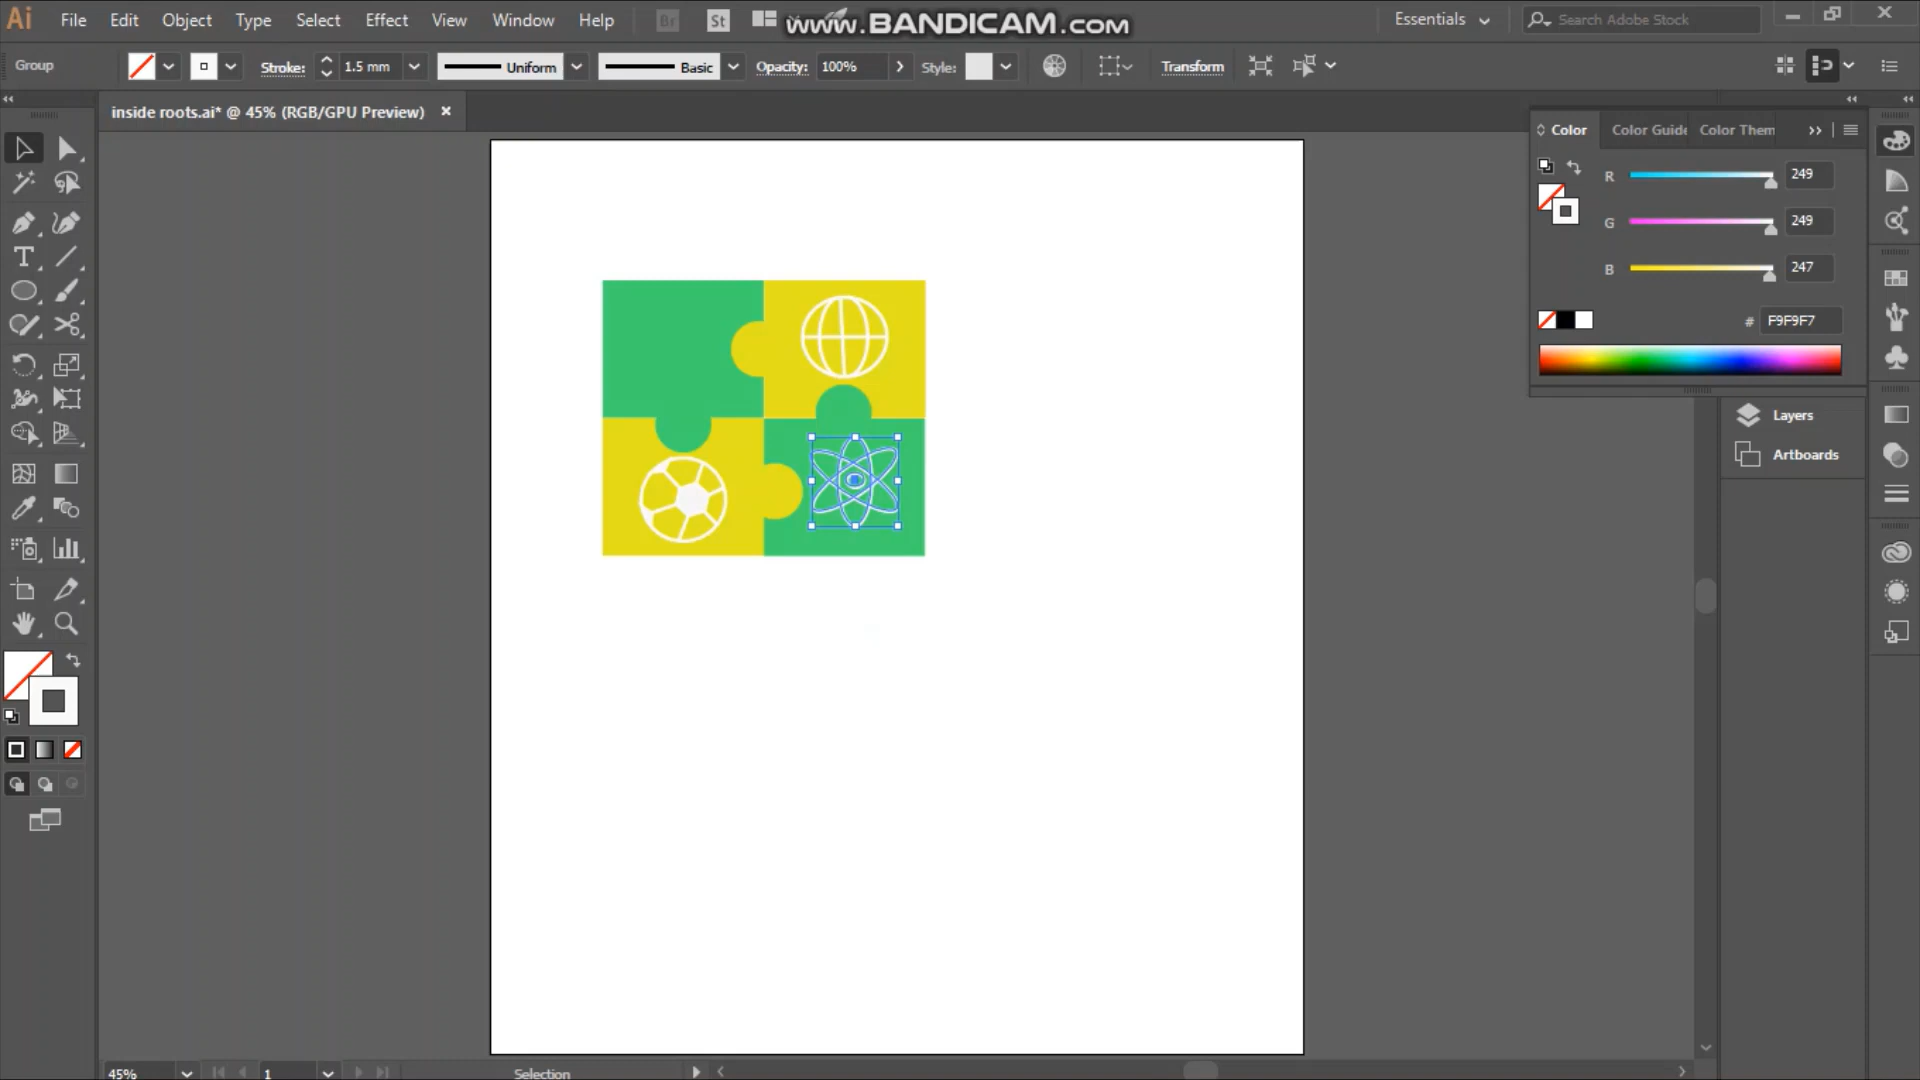 Ai File Edit Object Type Select Effect View Window Help Br St www.BANDICAM.com Essentials Search Adobe Stock
Group Stroke: 1.5 mm Uniform Basic Opacity: 100% Style: Transform
inside roots.ai* @ 45% (RGB/GPU Preview)
Color Color Guide Color Them
R 249
G 249
B 247
# F9F9F7
Layers
Artboards
45% 1 Selection